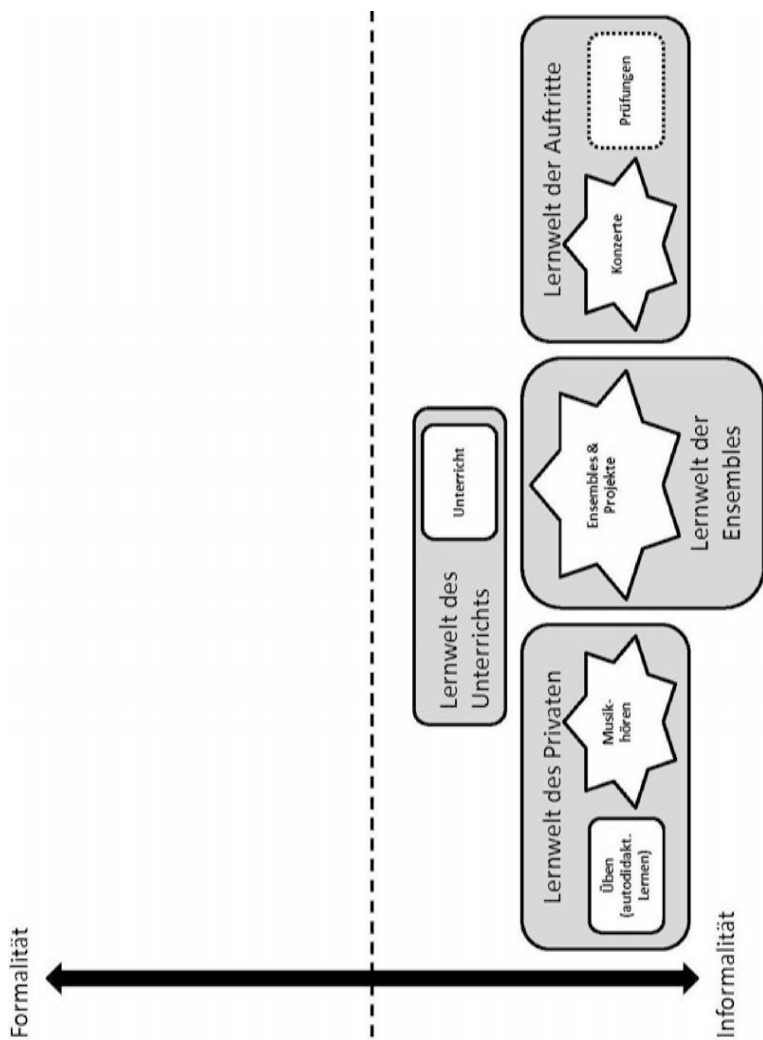 Formalität
Informalität
Lernwelt des
Unterrichts
Unterricht
Lernwelt des Privaten
Üben
(autodidakt.
Lernen)
Musik-
hören
Ensembles &
Projekte
Lernwelt der
Ensembles
Lernwelt der Auftritte
Konzerte
Prüfungen